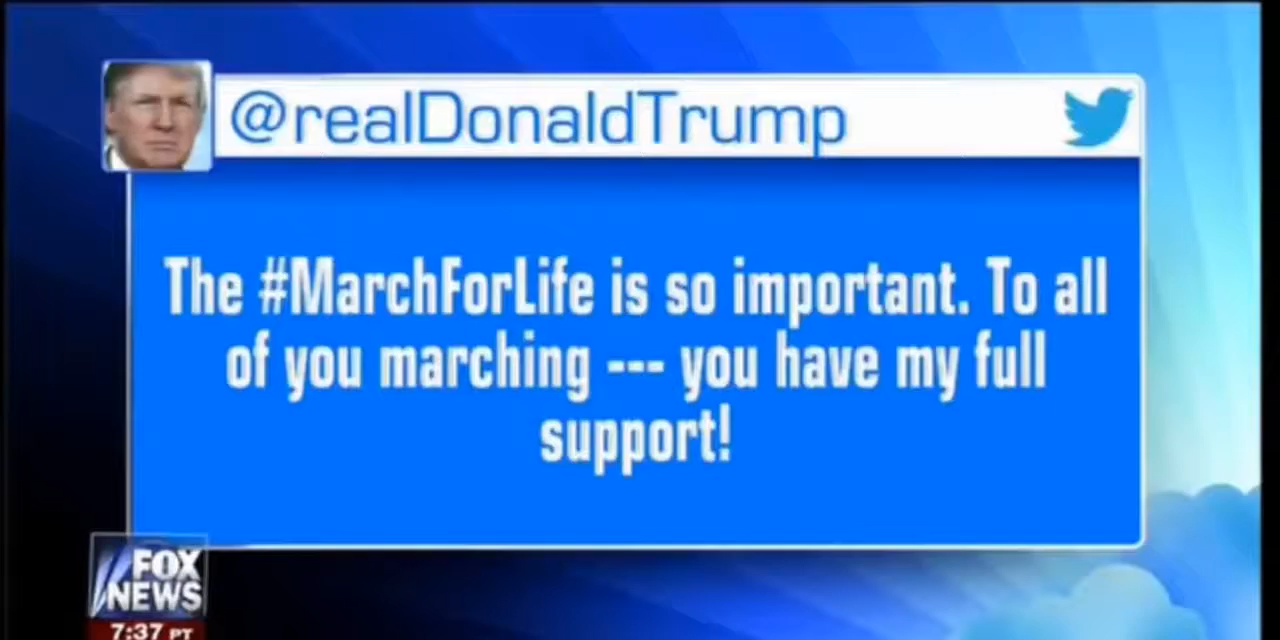 @realDonaldTrump
The #MarchForLife is so important. To all
of you marching --- you have my full
support!
FOX
NEWS
7:37 PT